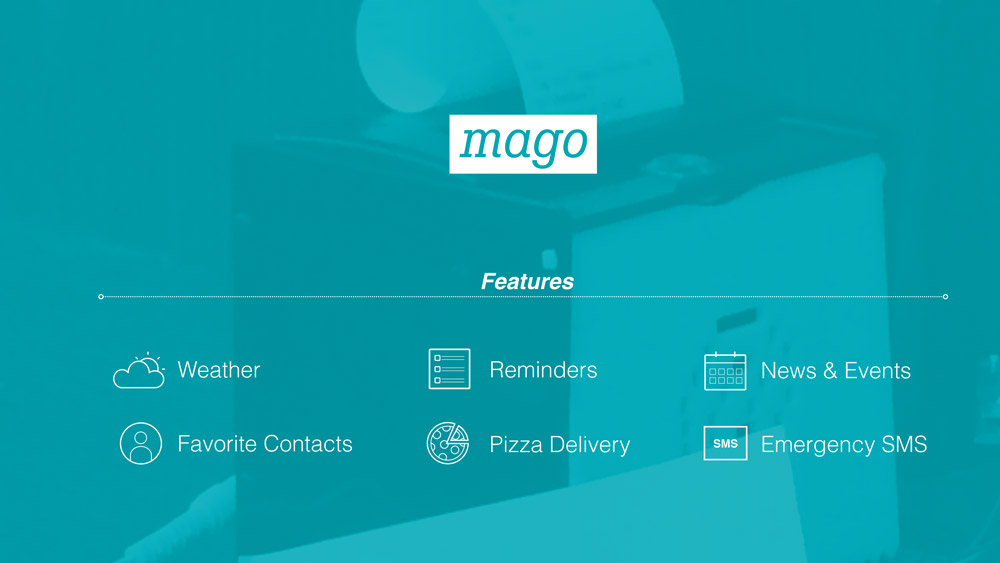 mago
Features
Weather
Reminders
News & Events
Favorite Contacts
Pizza Delivery
SMS
Emergency SMS